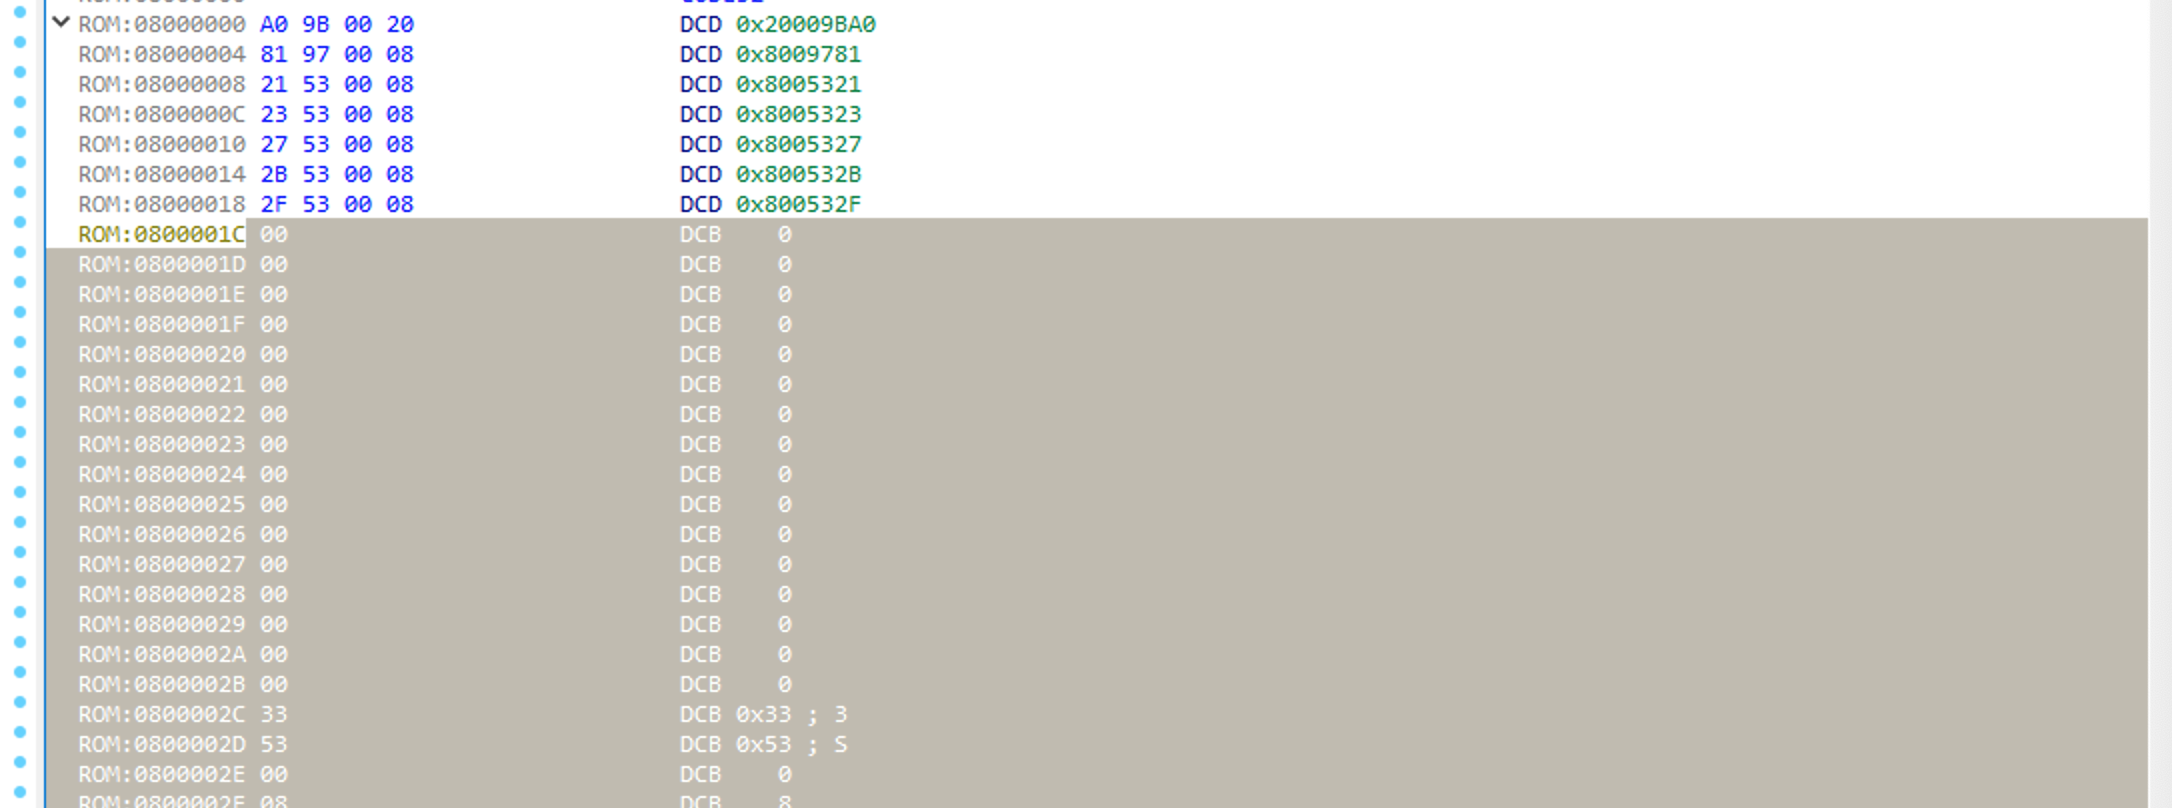 ROM:08000000 A0 9B 00 20 DCD 0x20009BA0
ROM:08000004 81 97 00 08 DCD 0x8009781
ROM:08000008 21 53 00 08 DCD 0x8005321
ROM:0800000C 23 53 00 08 DCD 0x8005323
ROM:08000010 27 53 00 08 DCD 0x8005327
ROM:08000014 2B 53 00 08 DCD 0x800532B
ROM:08000018 2F 53 00 08 DCD 0x800532F
ROM:0800001C 00 DCB 0
ROM:0800001D 00 DCB 0
ROM:0800001E 00 DCB 0
ROM:0800001F 00 DCB 0
ROM:08000020 00 DCB 0
ROM:08000021 00 DCB 0
ROM:08000022 00 DCB 0
ROM:08000023 00 DCB 0
ROM:08000024 00 DCB 0
ROM:08000025 00 DCB 0
ROM:08000026 00 DCB 0
ROM:08000027 00 DCB 0
ROM:08000028 00 DCB 0
ROM:08000029 00 DCB 0
ROM:0800002A 00 DCB 0
ROM:0800002B 00 DCB 0
ROM:0800002C 33 DCB 0x33 ; 3
ROM:0800002D 53 DCB 0x53 ; S
ROM:0800002E 00 DCB 0
ROM:0800002F 08 DCB 8